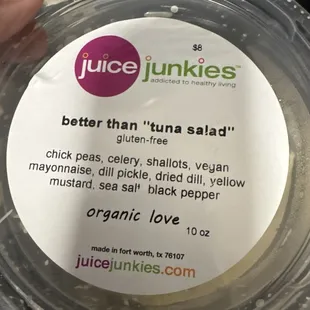 $8
juice junkies™
addicted to healthy living
better than "tuna salad"
gluten-free
chick peas, celery, shallots, vegan
mayonnaise, dill pickle, dried dill, yellow
mustard, sea salt black pepper
organic love
10 oz
made in fort worth, tx 76107
juicejunkies.com